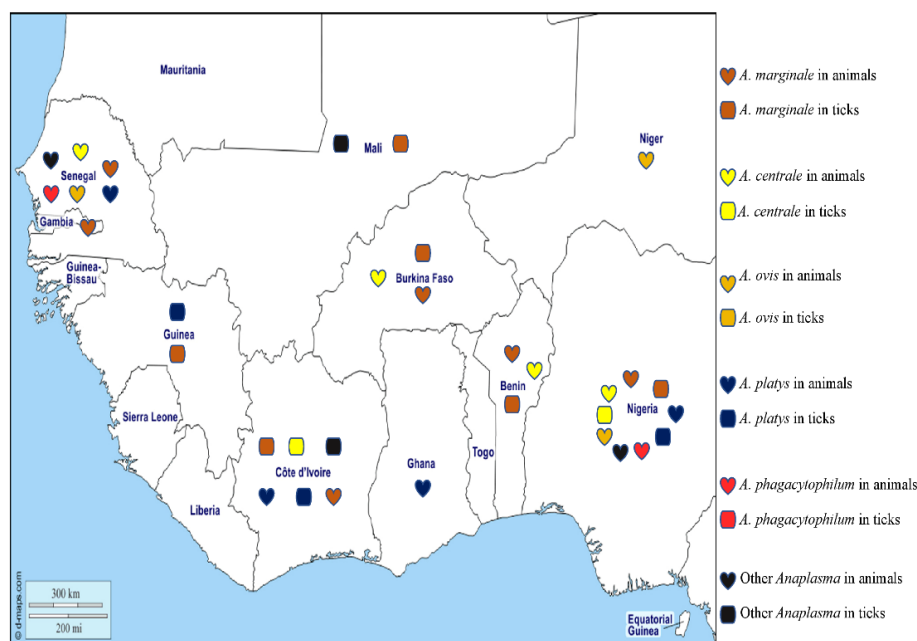 Mauritania
Mali
Niger
Senegal
Gambia
Guinea-
Bissau
Burkina Faso
Guinea
Benin
Nigeria
Sierra Leone
Côte d'Ivoire
Ghana
Togo
Liberia
Equatorial
Guinea
300 km
200 mi
© d-maps.com
A. marginale in animals
A. marginale in ticks
A. centrale in animals
A. centrale in ticks
A. ovis in animals
A. ovis in ticks
A. platys in animals
A. platys in ticks
A. phagacytophilum in animals
A. phagacytophilum in ticks
Other Anaplasma in animals
Other Anaplasma in ticks